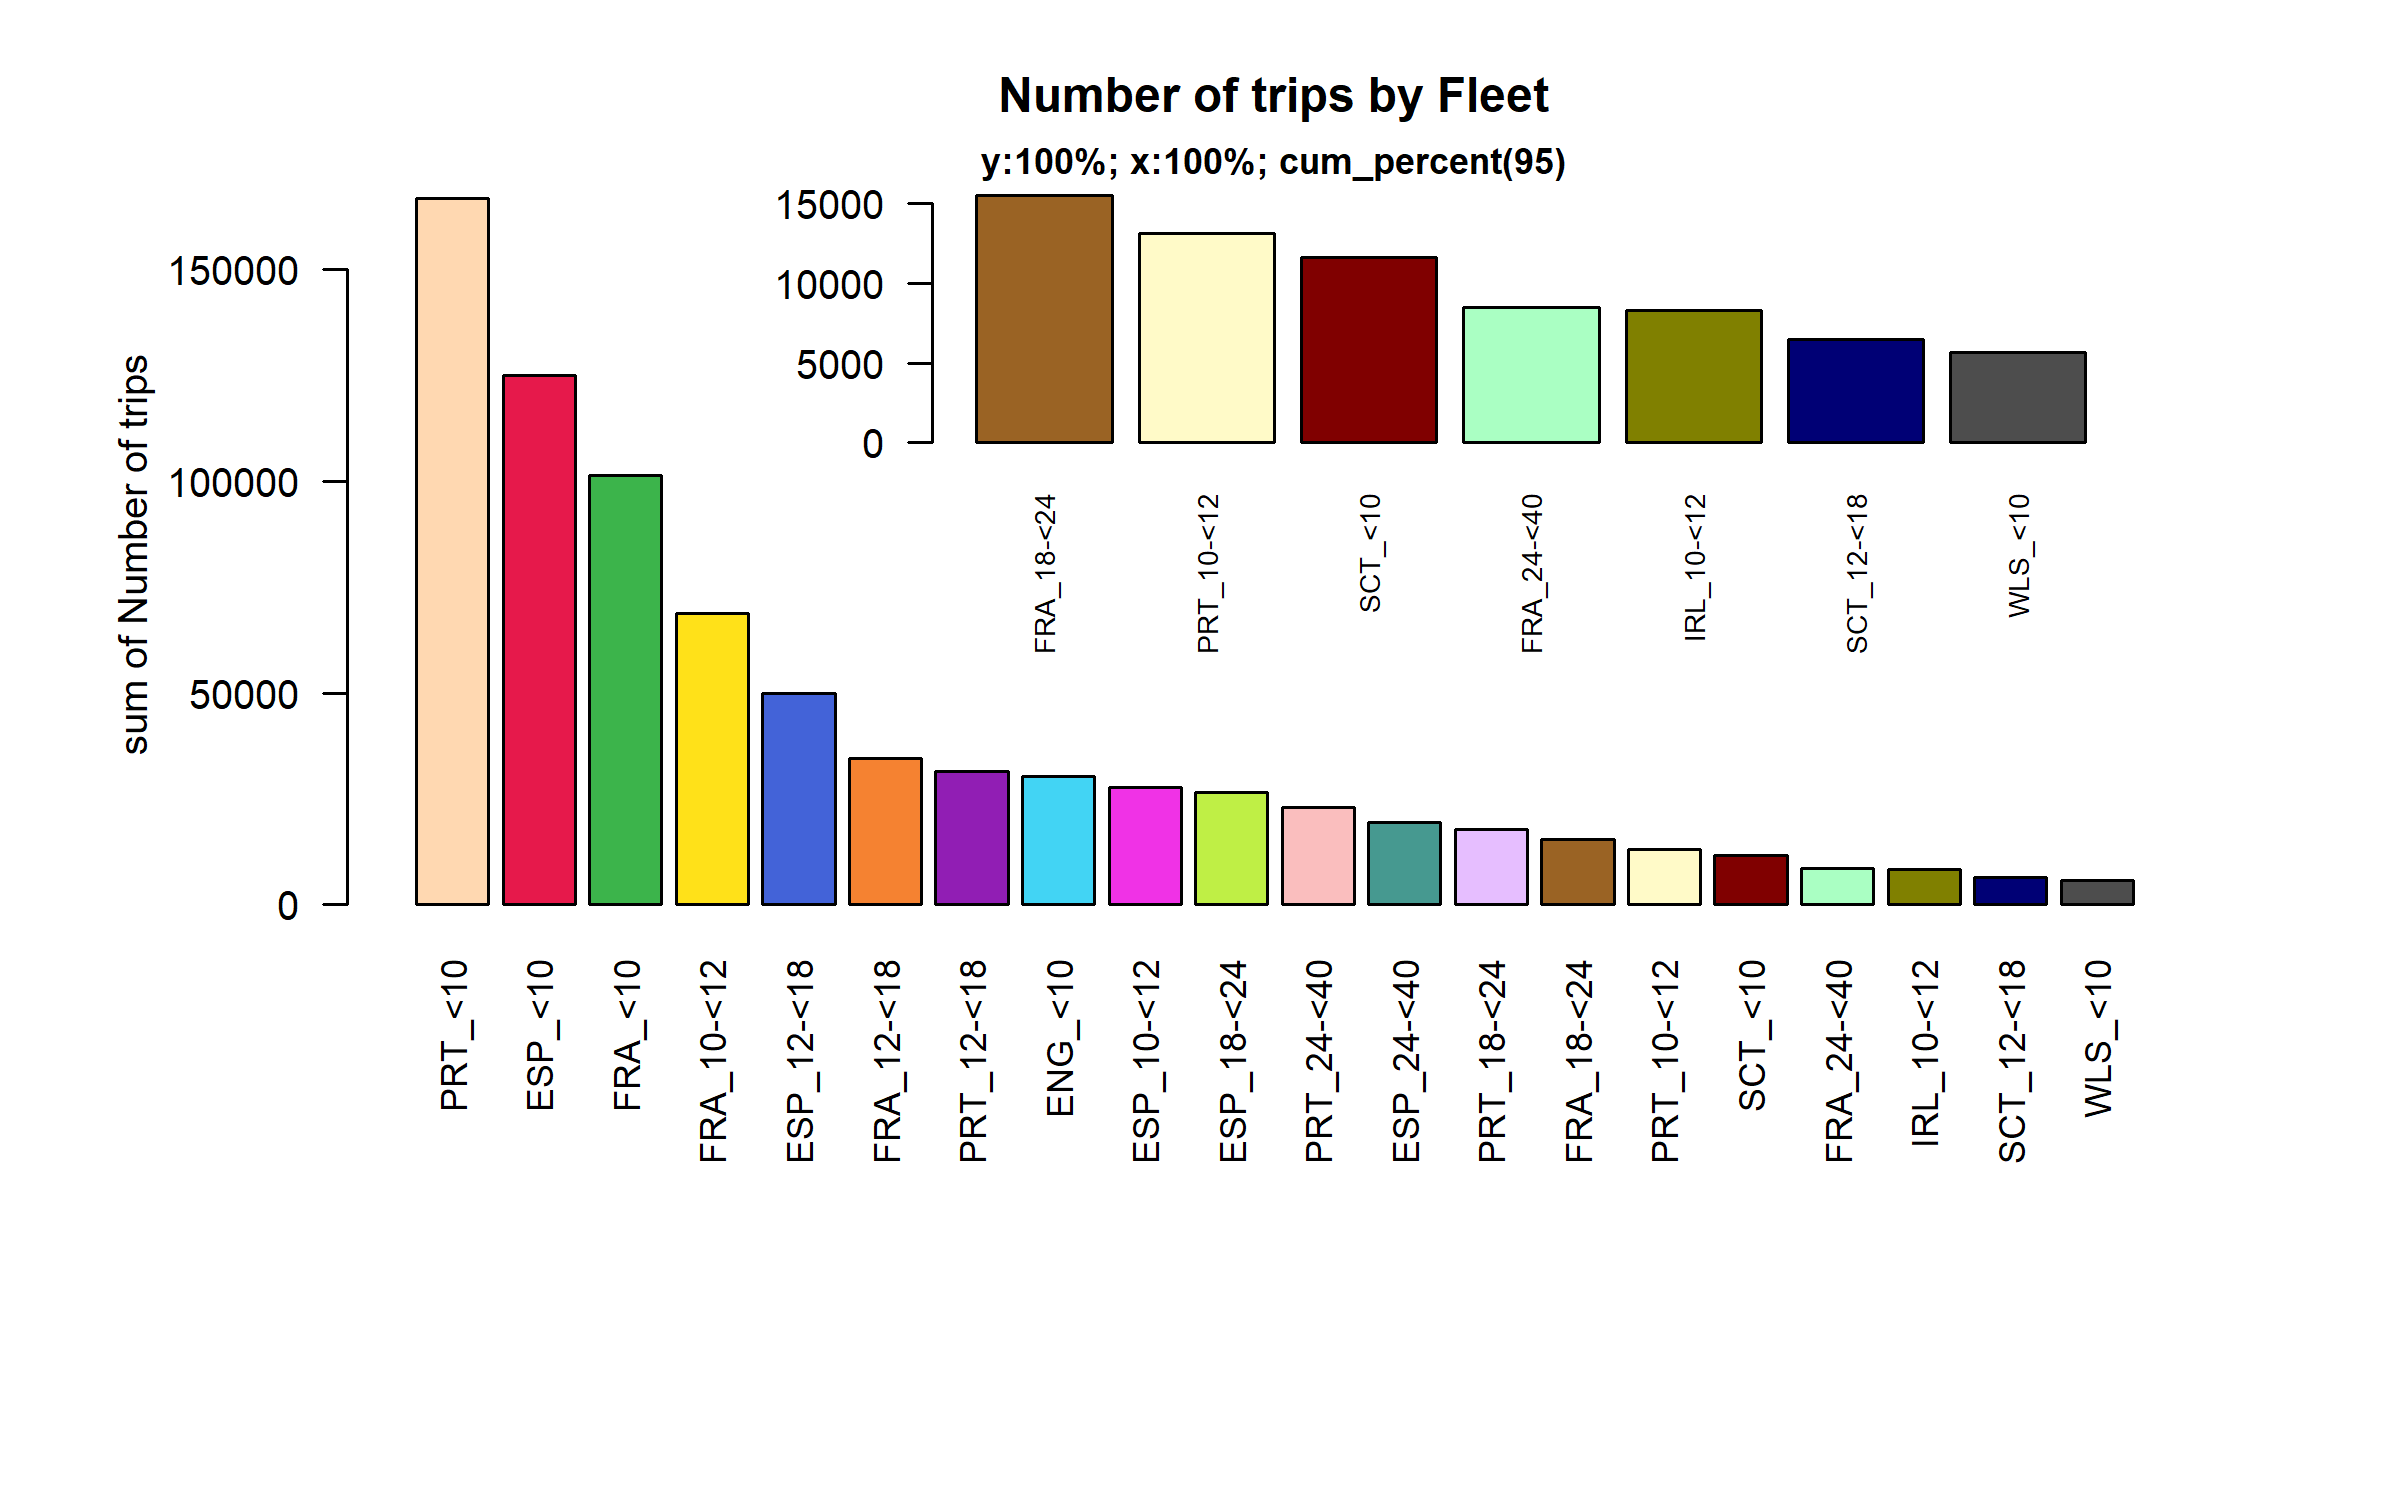 Number of trips by Fleet
y:100%; x:100%; cum_percent(95)
15000
10000
5000
0
FRA_18-<24
PRT_10-<12
SCT_<10
FRA_24-<40
IRL_10-<12
SCT_12-<18
WLS_<10
sum of Number of trips
150000
100000
50000
0
PRT_<10
ESP_<10
FRA_<10
FRA_10-<12
ESP_12-<18
FRA_12-<18
PRT_12-<18
ENG_<10
ESP_10-<12
ESP_18-<24
PRT_24-<40
ESP_24-<40
PRT_18-<24
FRA_18-<24
PRT_10-<12
SCT_<10
FRA_24-<40
IRL_10-<12
SCT_12-<18
WLS_<10